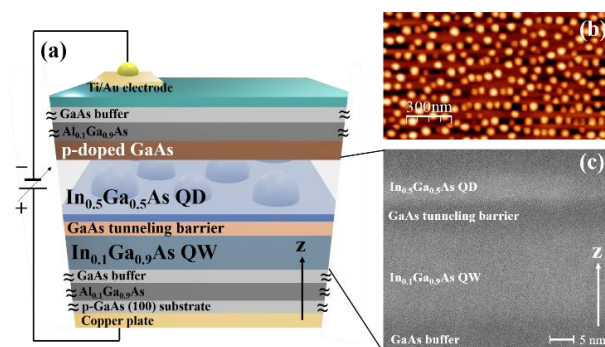 (a)
Ti/Au electrode
GaAs buffer
Al0.1Ga0.9As
p-doped GaAs
In0.5Ga0.5As QD
GaAs tunneling barrier
In0.1Ga0.9As QW
GaAs buffer
Al0.1Ga0.9As
p-GaAs (100) substrate
Copper plate
Z
−
+
(b)
300nm
(c)
In0.5Ga0.5As QD
GaAs tunneling barrier
In0.1Ga0.9As QW
GaAs buffer
Z
5 nm